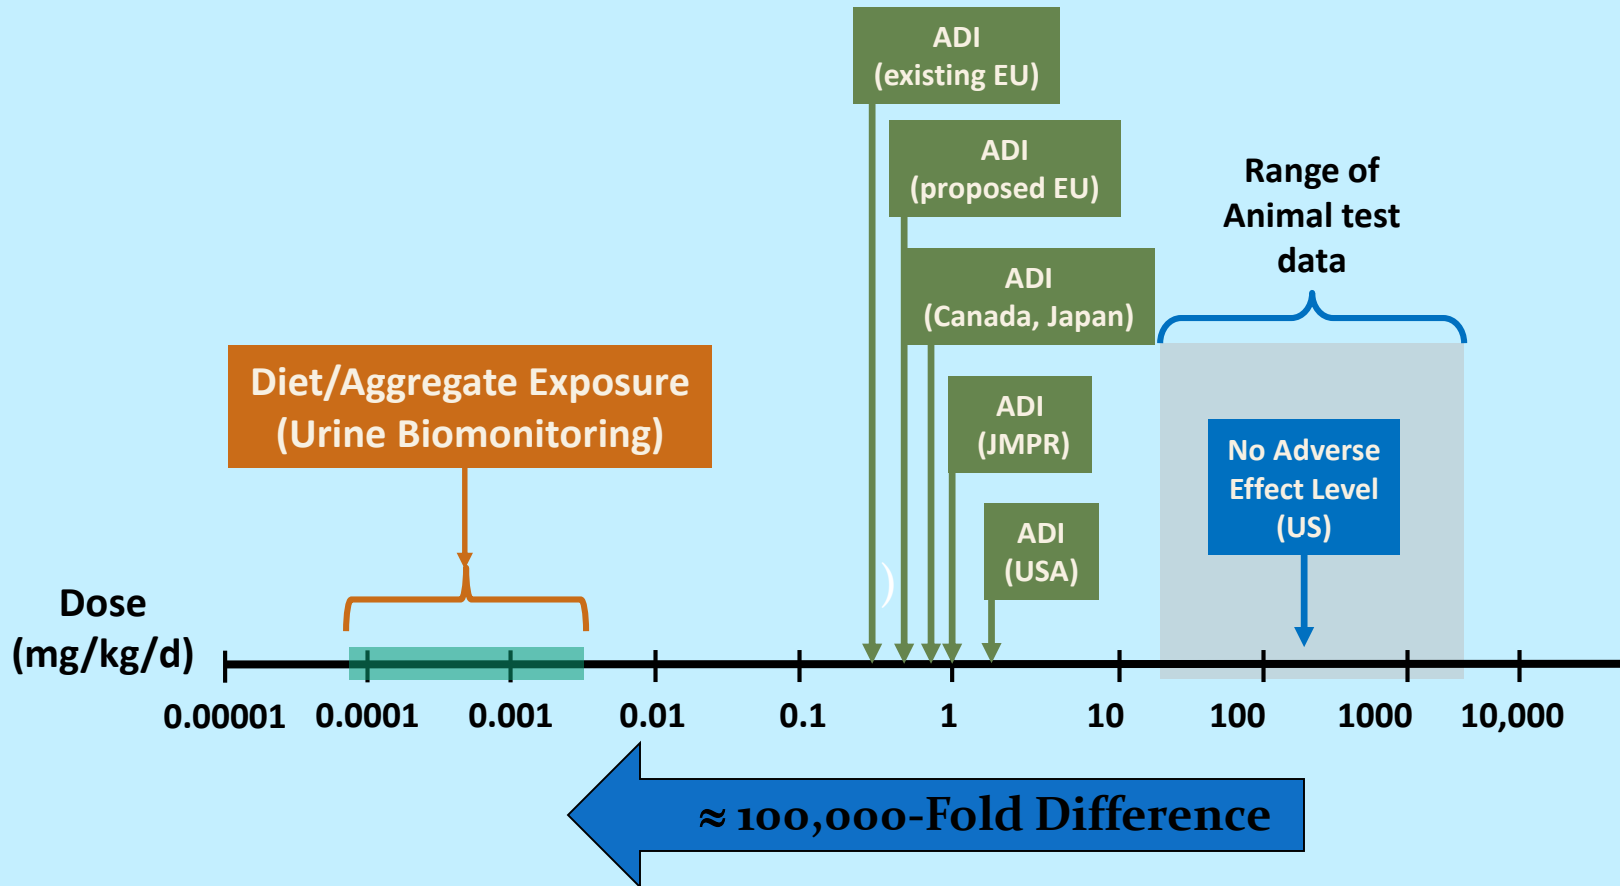 ADI
(existing EU)
ADI
(proposed EU)
Range of
Animal test
data
ADI
(Canada, Japan)
Diet/Aggregate Exposure
(Urine Biomonitoring)
ADI
(JMPR)
No Adverse
Effect Level
(US)
ADI
(USA)
)
Dose
(mg/kg/d)
0.00001 0.0001 0.001 0.01 0.1 1 10 100 1000 10,000
≈ 100,000-Fold Difference